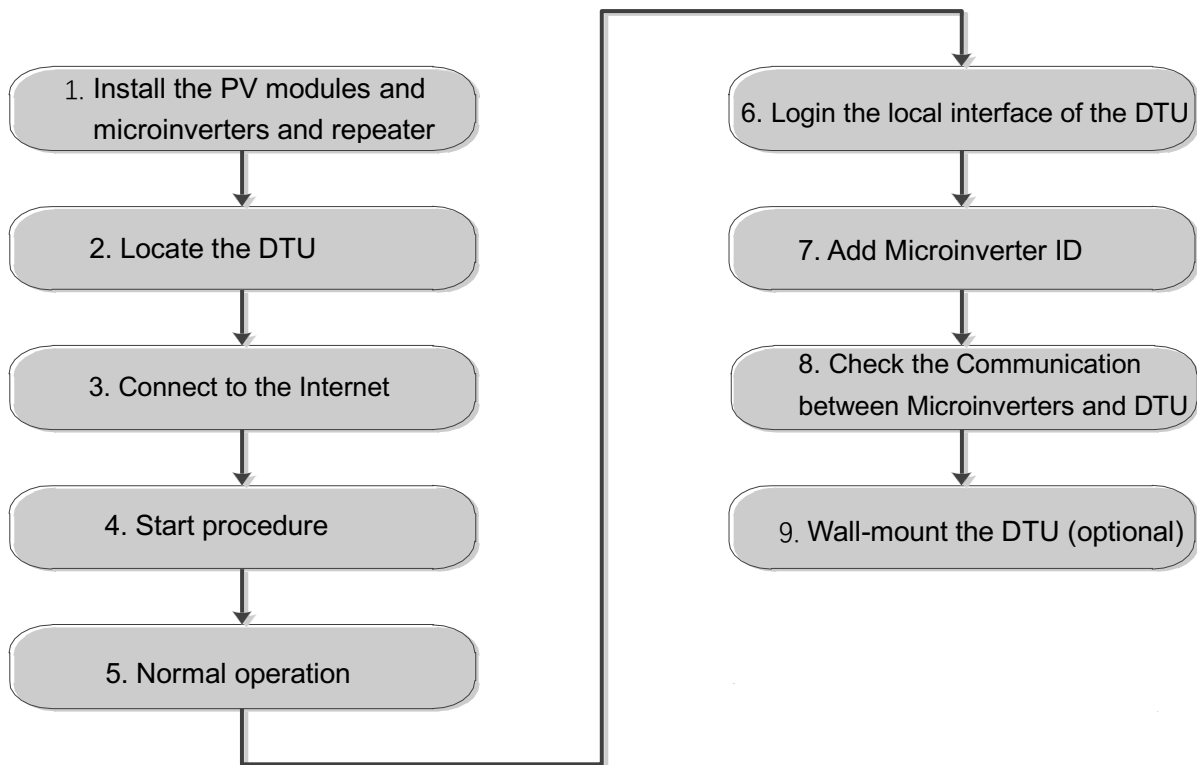 1. Install the PV modules and
microinverters and repeater
2. Locate the DTU
3. Connect to the Internet
4. Start procedure
5. Normal operation
6. Login the local interface of the DTU
7. Add Microinverter ID
8. Check the Communication
between Microinverters and DTU
9. Wall-mount the DTU (optional)